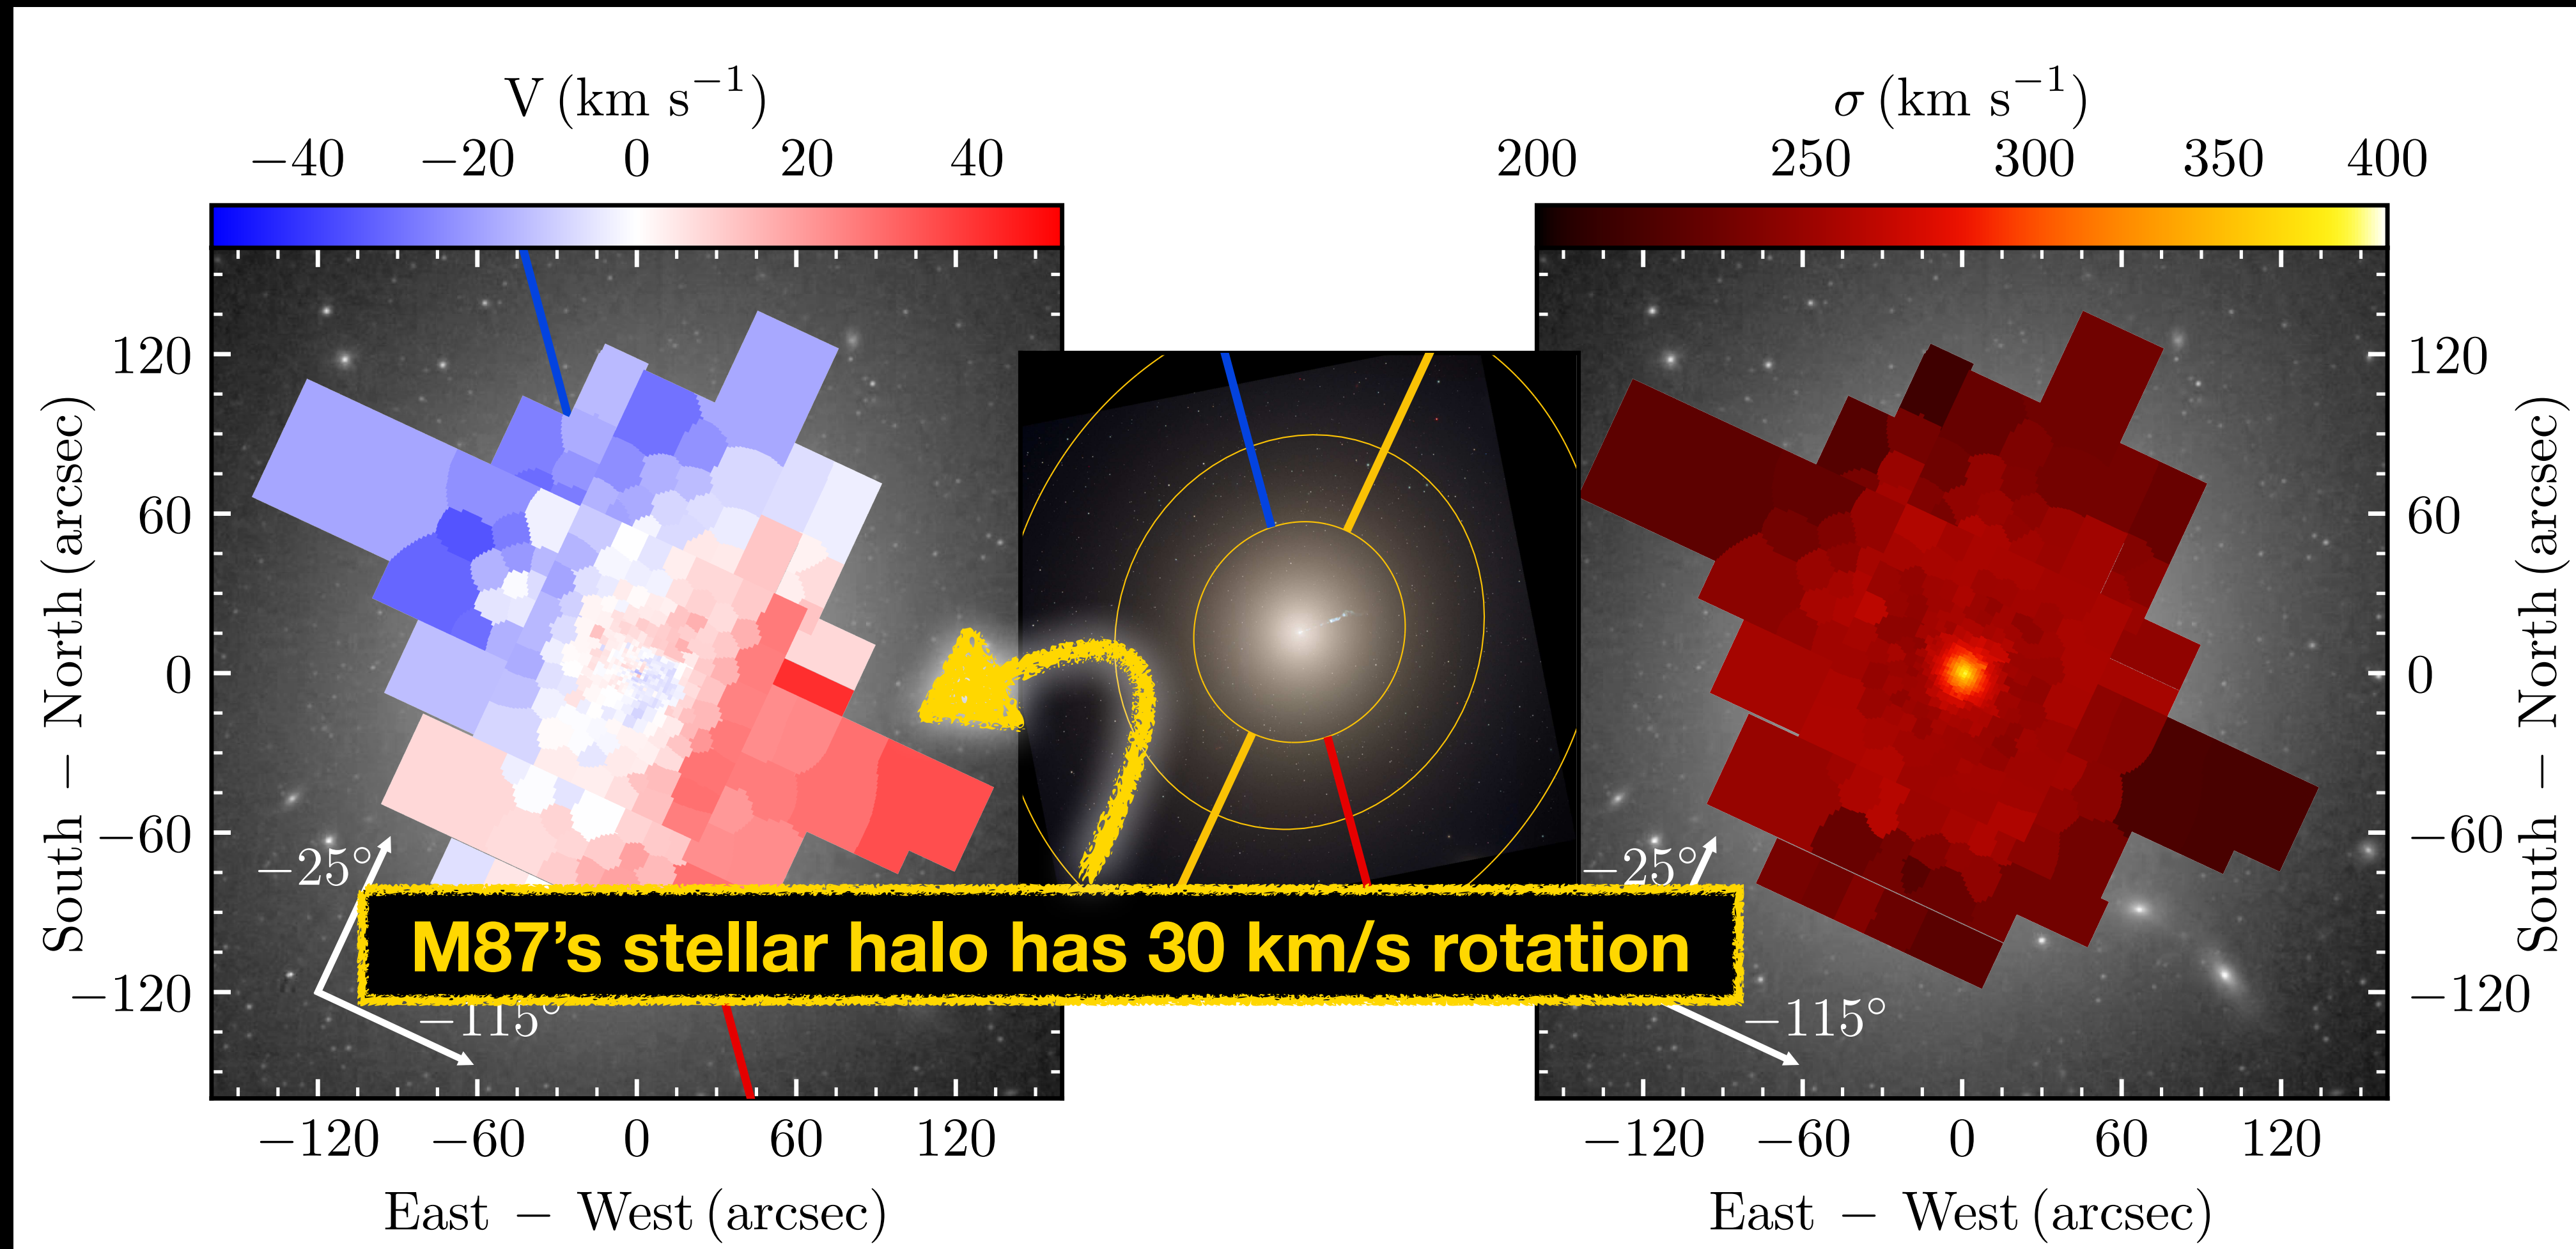 V (km s⁻¹)
−40 −20 0 20 40
σ (km s⁻¹)
200 250 300 350 400
South − North (arcsec)
120
60
0
−60
−120
−25°
−115°
−120 −60 0 60 120
East − West (arcsec)
M87’s stellar halo has 30 km/s rotation
−25°
−115°
−120 −60 0 60 120
East − West (arcsec)
120
60
0
−60
−120
South − North (arcsec)